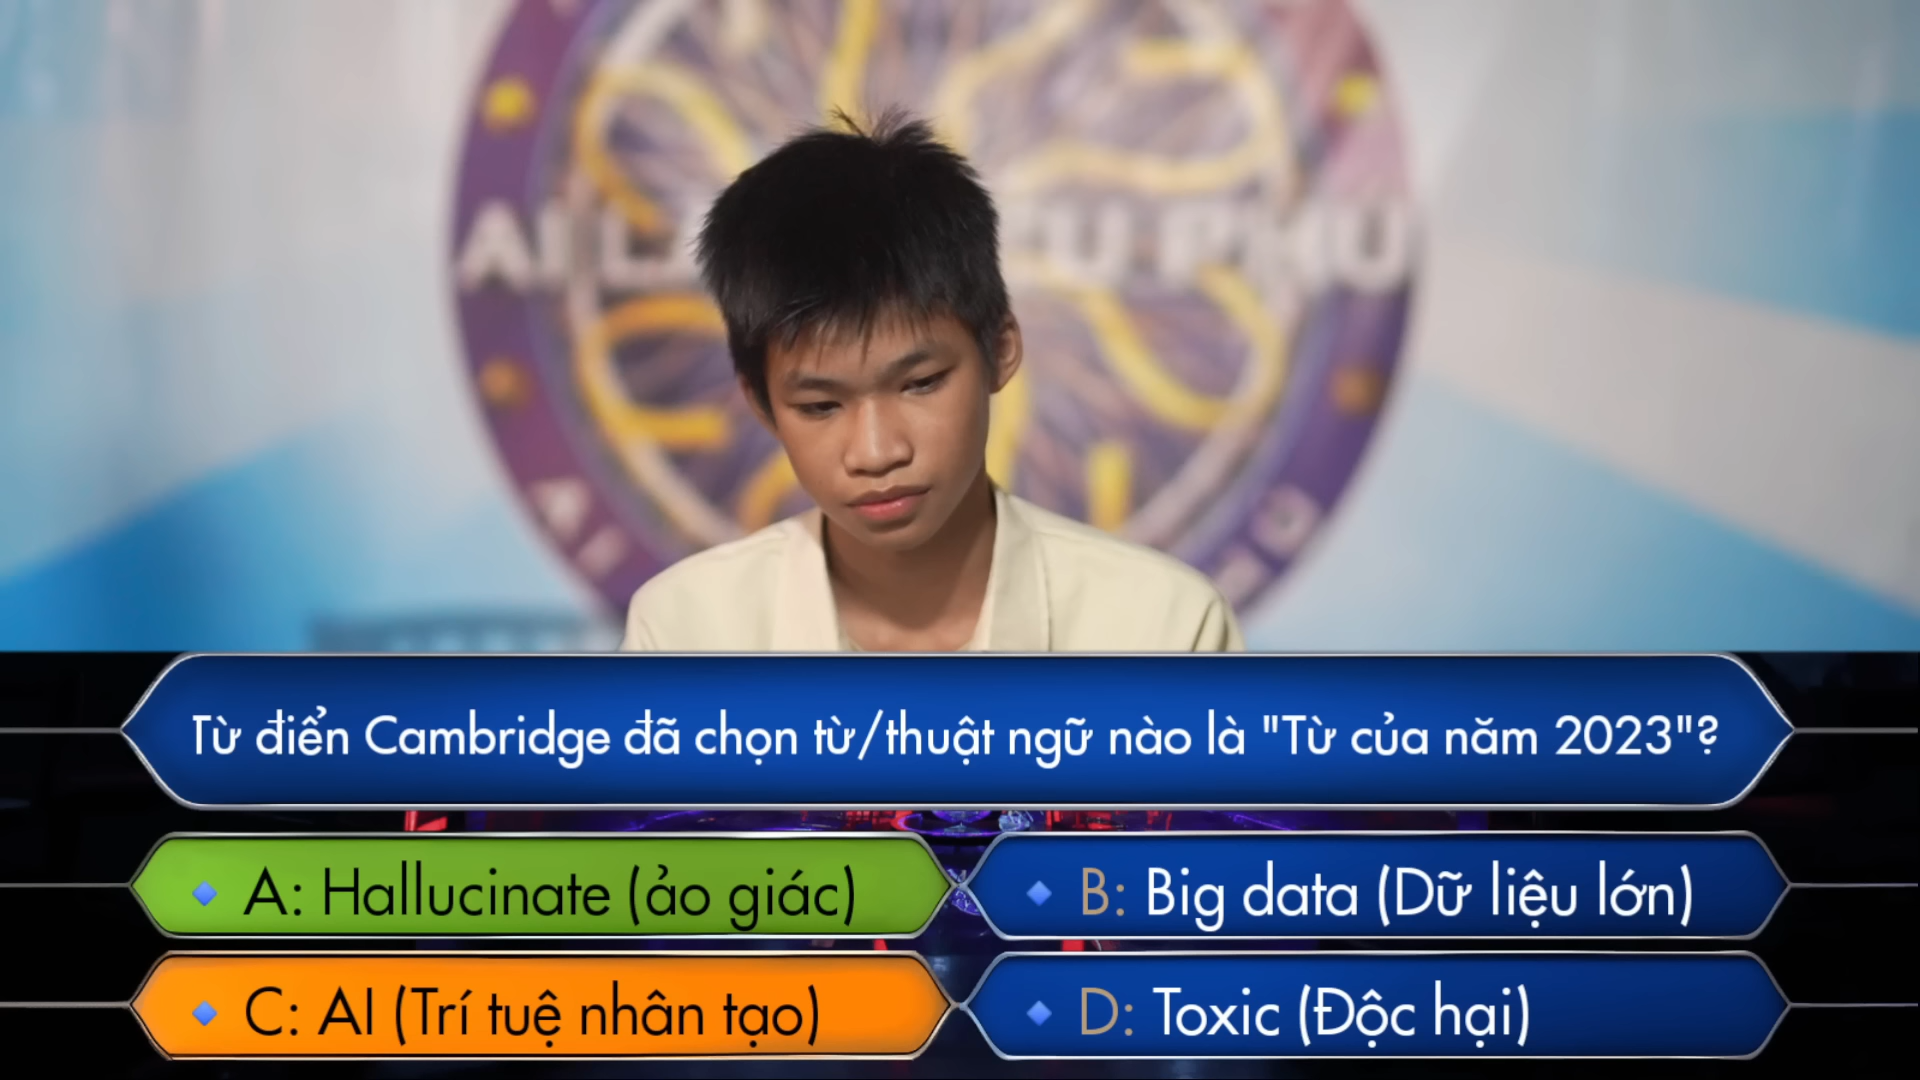 Từ điển Cambridge đã chọn từ/thuật ngữ nào là "Từ của năm 2023"?
A: Hallucinate (ảo giác)
B: Big data (Dữ liệu lớn)
C: AI (Trí tuệ nhân tạo)
D: Toxic (Độc hại)